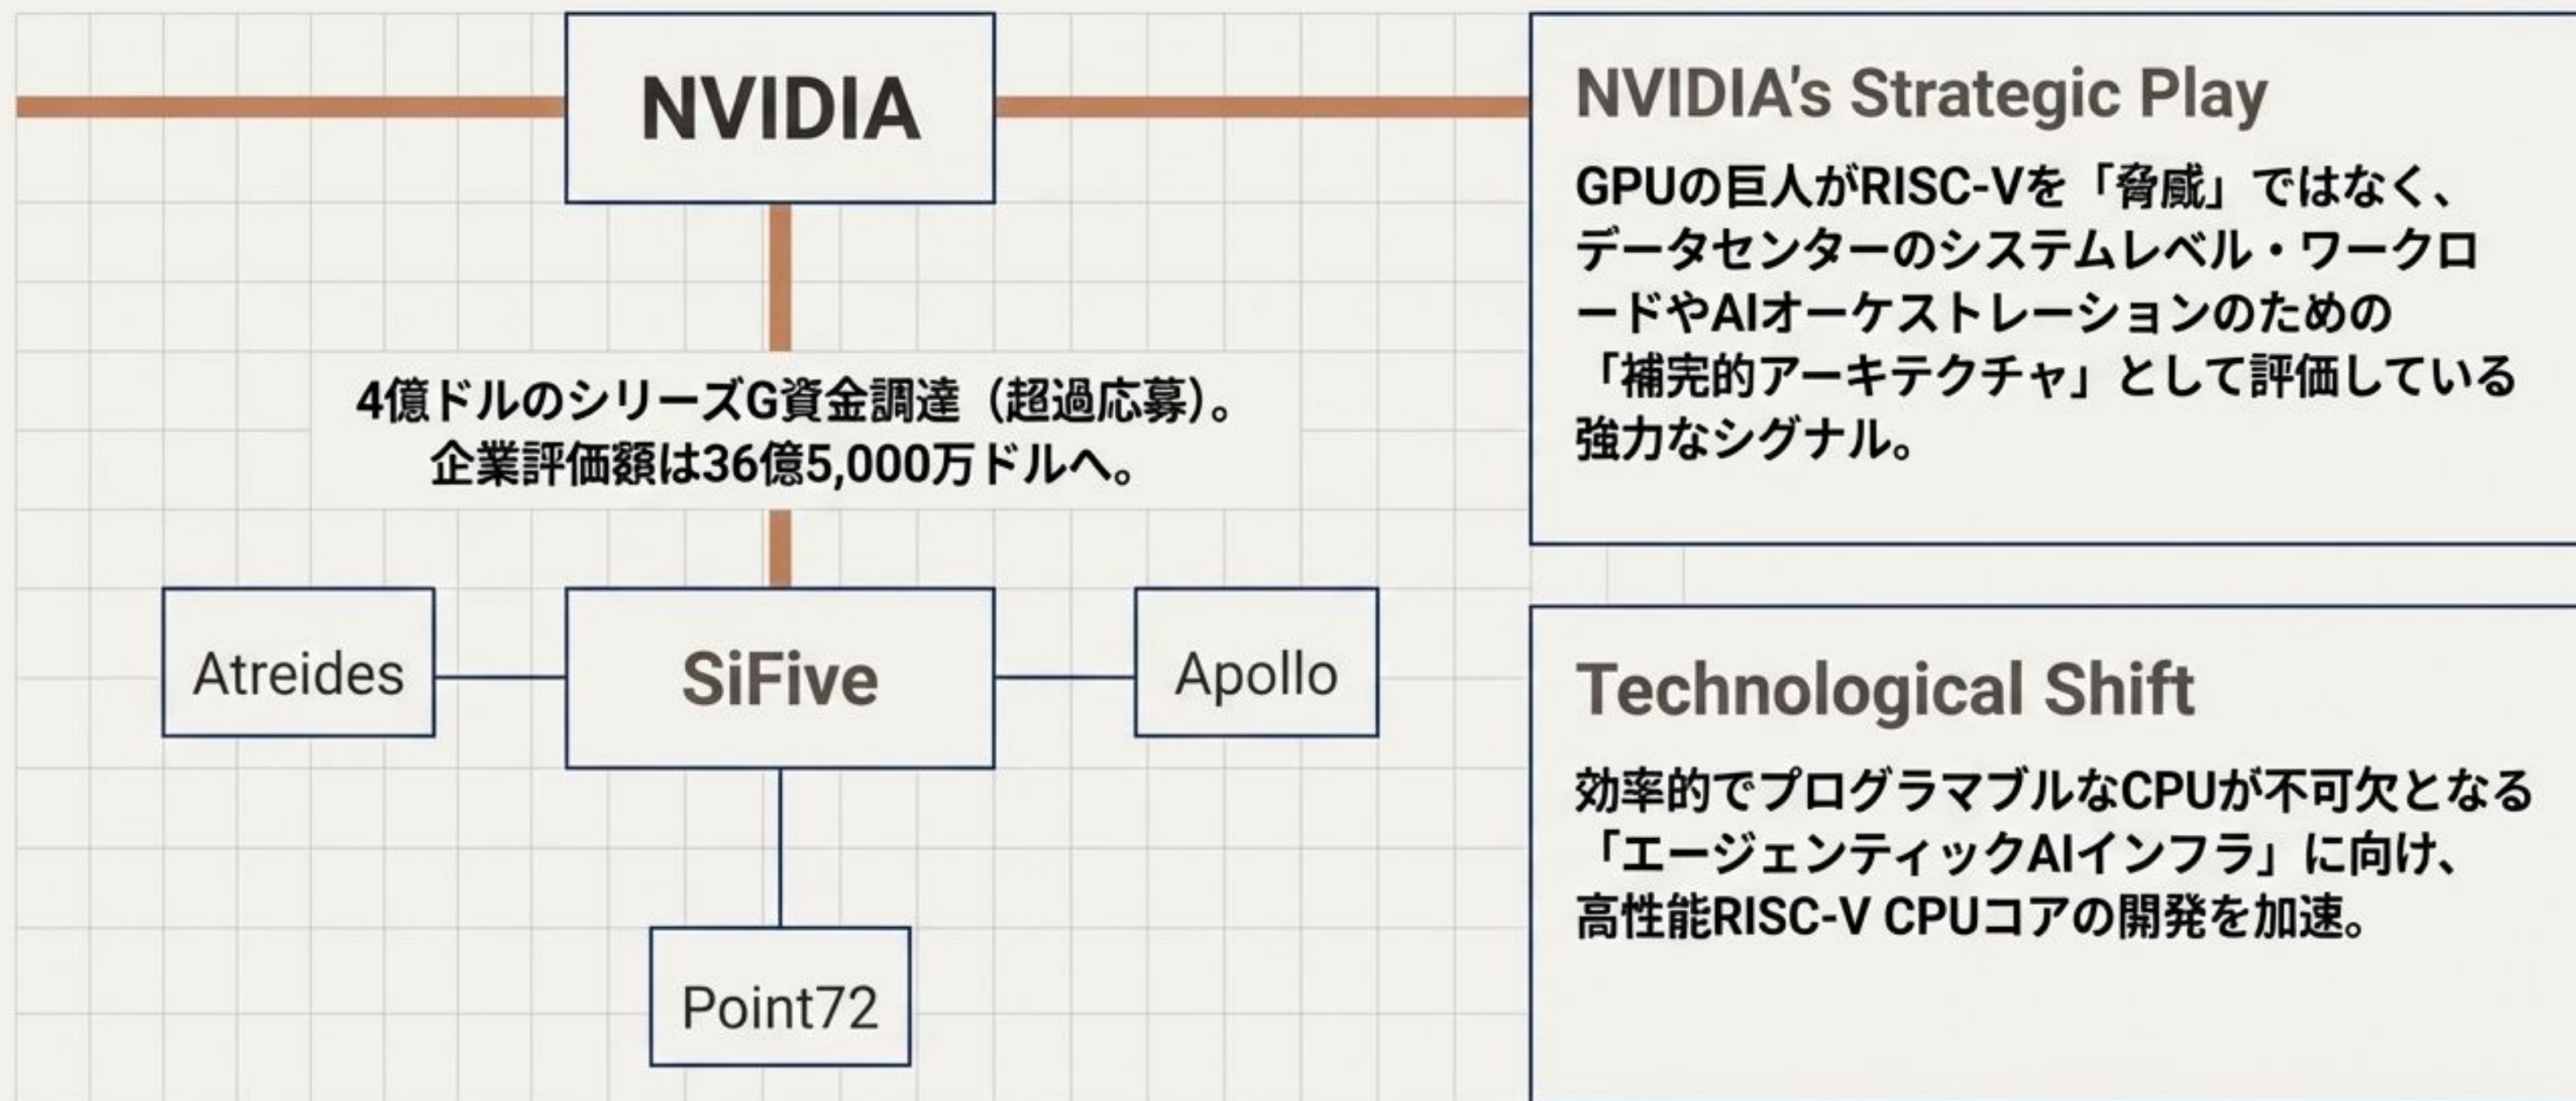 NVIDIA
4億ドルのシリーズG資金調達（超過応募）。
企業評価額は36億5,000万ドルへ。
Atreides
SiFive
Apollo
Point72
NVIDIA's Strategic Play
GPUの巨人がRISC-Vを「脅威」ではなく、
データセンターのシステムレベル・ワークロ
ードやAIオーケストレーションのための
「補完的アーキテクチャ」として評価している
強力なシグナル。
Technological Shift
効率的でプログラマブルなCPUが不可欠となる
「エージェンティックAIインフラ」に向け、
高性能RISC-V CPUコアの開発を加速。